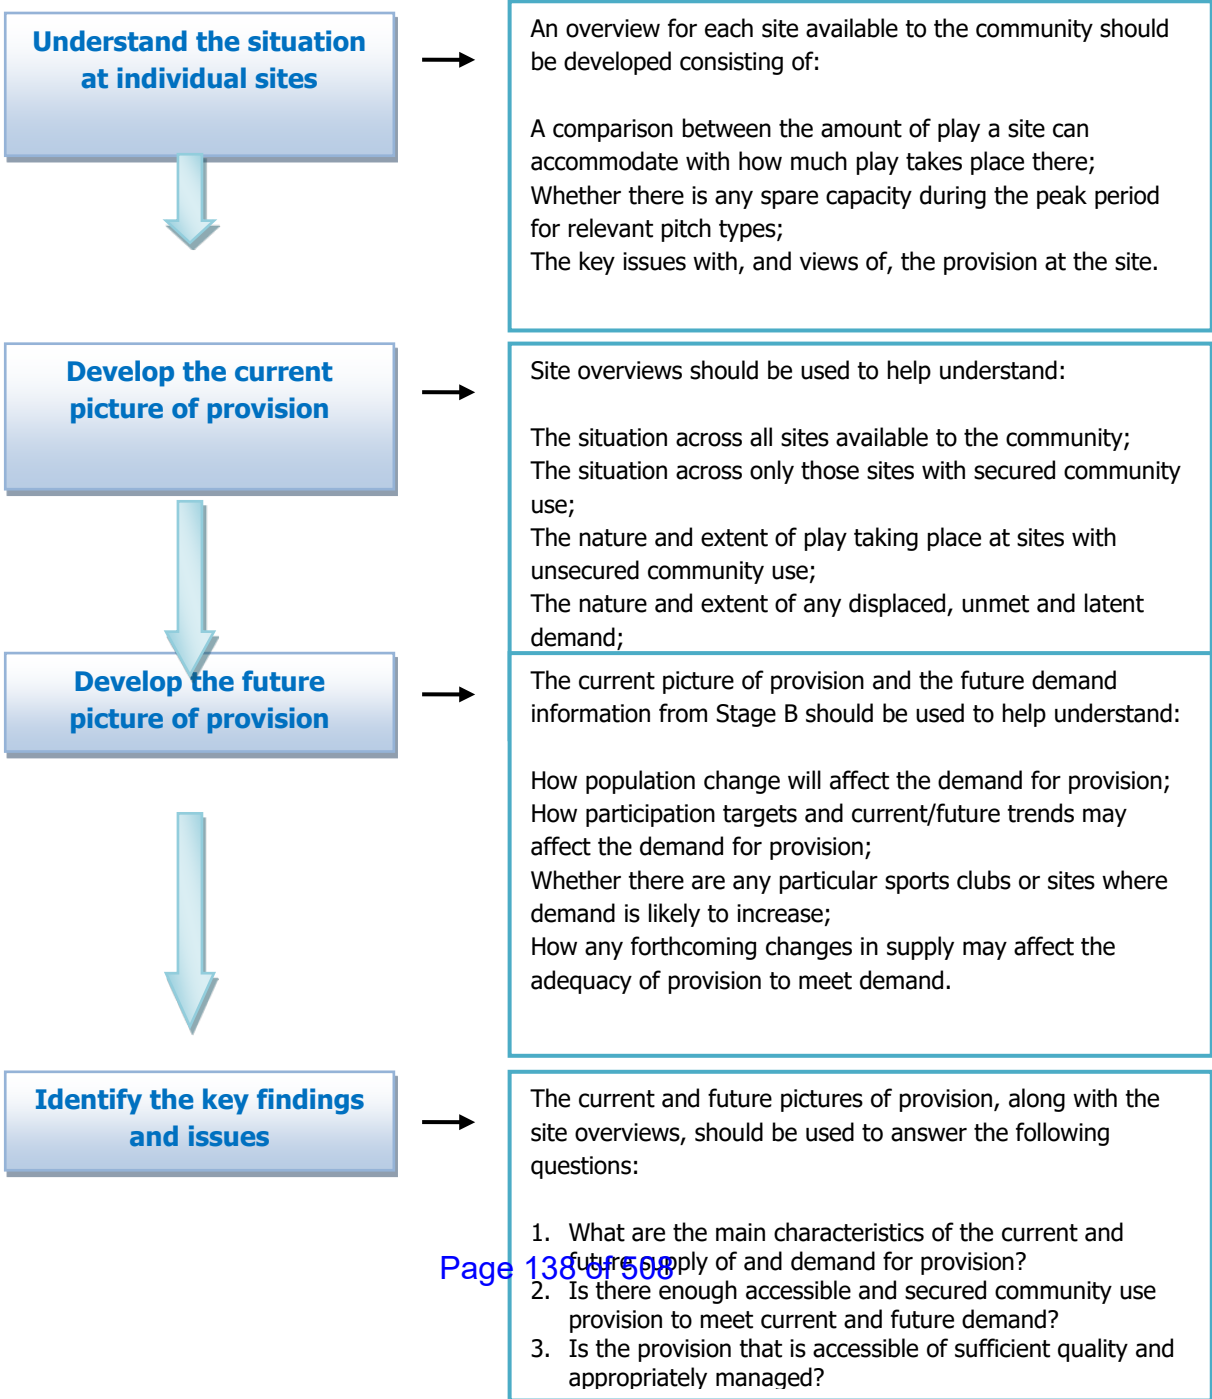 Understand the situation
at individual sites
An overview for each site available to the community should
be developed consisting of:
A comparison between the amount of play a site can
accommodate with how much play takes place there;
Whether there is any spare capacity during the peak period
for relevant pitch types;
The key issues with, and views of, the provision at the site.
Develop the current
picture of provision
Site overviews should be used to help understand:
The situation across all sites available to the community;
The situation across only those sites with secured community
use;
The nature and extent of play taking place at sites with
unsecured community use;
The nature and extent of any displaced, unmet and latent
demand;
Develop the future
picture of provision
The current picture of provision and the future demand
information from Stage B should be used to help understand:
How population change will affect the demand for provision;
How participation targets and current/future trends may
affect the demand for provision;
Whether there are any particular sports clubs or sites where
demand is likely to increase;
How any forthcoming changes in supply may affect the
adequacy of provision to meet demand.
Identify the key findings
and issues
The current and future pictures of provision, along with the
site overviews, should be used to answer the following
questions:
1. What are the main characteristics of the current and
future supply of and demand for provision?
2. Is there enough accessible and secured community use
provision to meet current and future demand?
3. Is the provision that is accessible of sufficient quality and
appropriately managed?
Page 138 of 508